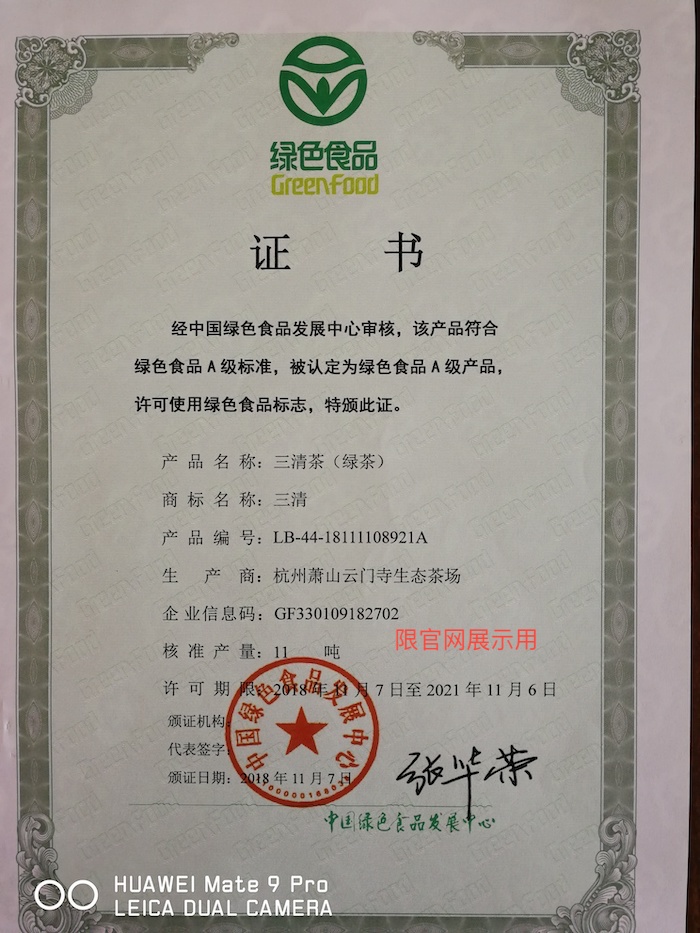 绿色食品
GreenFood
证 书
经中国绿色食品发展中心审核，该产品符合
绿色食品A级标准，被认定为绿色食品A级产品，
许可使用绿色食品标志，特颁此证。
产品名称：三清茶（绿茶）
商标名称：三清
产品编号：LB-44-18111108921A
生产商：杭州萧山云门寺生态茶场
企业信息码：GF330109182702
限官网展示用
核准产量：11 吨
许可期限：2018年11月7日至2021年11月6日
颁证机构：
中国绿色食品发展中心
代表签字：
张华荣
颁证日期：2018年11月7日
中国绿色食品发展中心
HUAWEI Mate 9 Pro
LEICA DUAL CAMERA